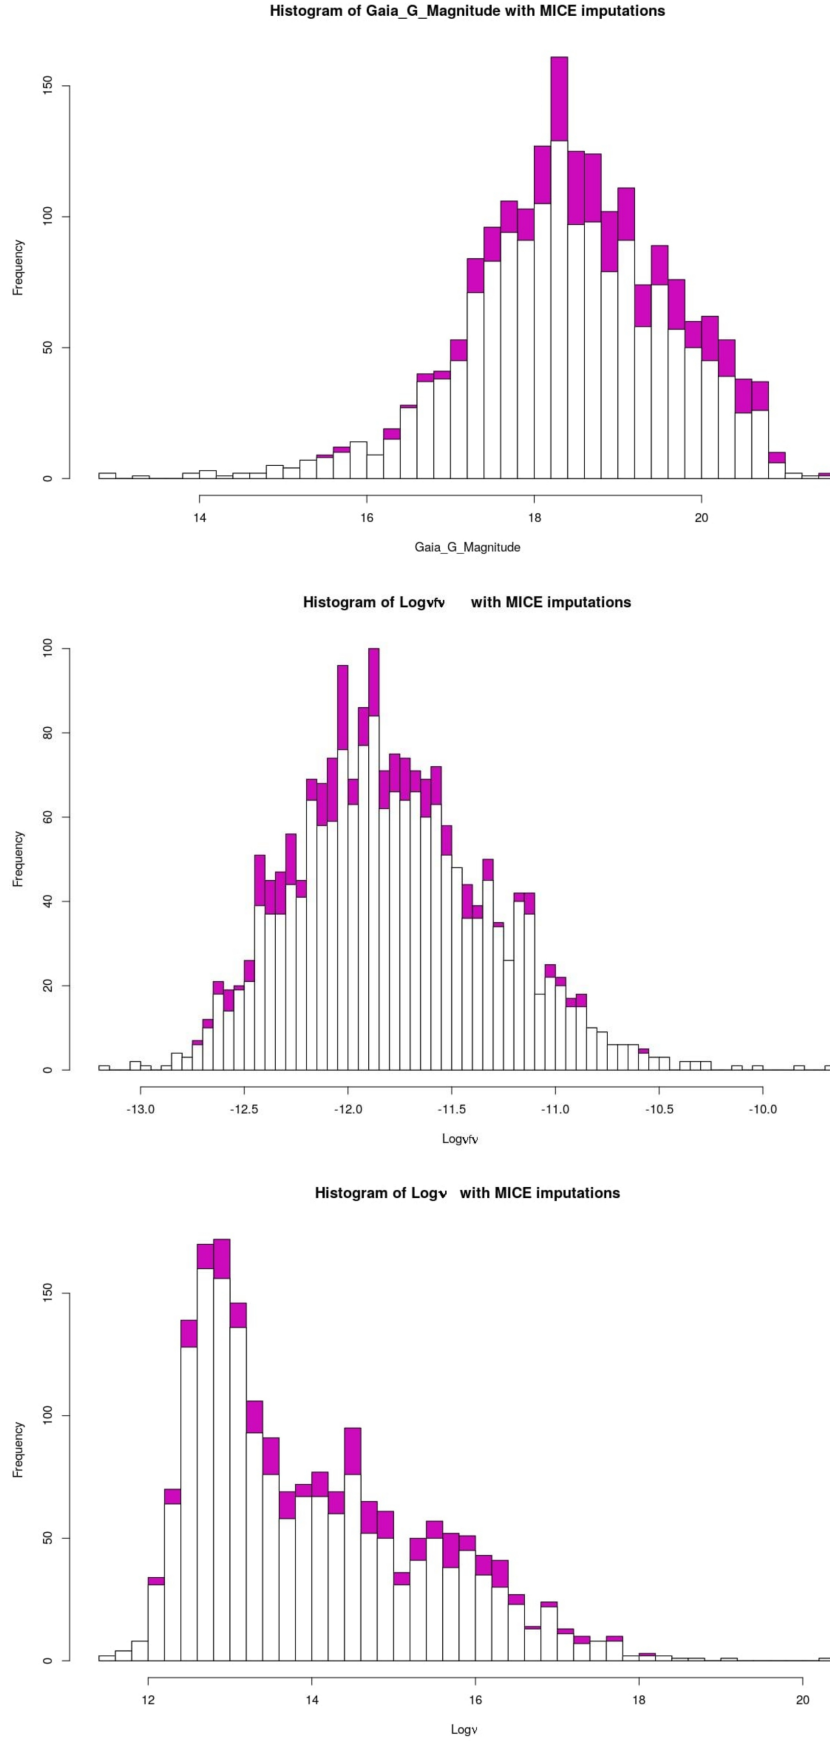 Histogram of Gaia_G_Magnitude with MICE imputations
150
100
50
0
Frequency
14 16 18 20
Gaia_G_Magnitude
Histogram of Logνfν with MICE imputations
100
80
60
40
20
0
Frequency
-13.0 -12.5 -12.0 -11.5 -11.0 -10.5 -10.0
Logνfν
Histogram of Logν with MICE imputations
150
100
50
0
Frequency
12 14 16 18 20
Logν